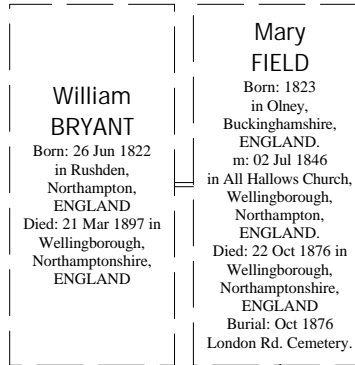 William
BRYANT
Born: 26 Jun 1822
in Rushden,
Northampton,
ENGLAND
Died: 21 Mar 1897 in
Wellingborough,
Northamptonshire,
ENGLAND
Mary
FIELD
Born: 1823
in Olney,
Buckinghamshire,
ENGLAND.
m: 02 Jul 1846
in All Hallows Church,
Wellingborough,
Northampton,
ENGLAND.
Died: 22 Oct 1876 in
Wellingborough,
Northamptonshire,
ENGLAND
Burial: Oct 1876
London Rd. Cemetery.